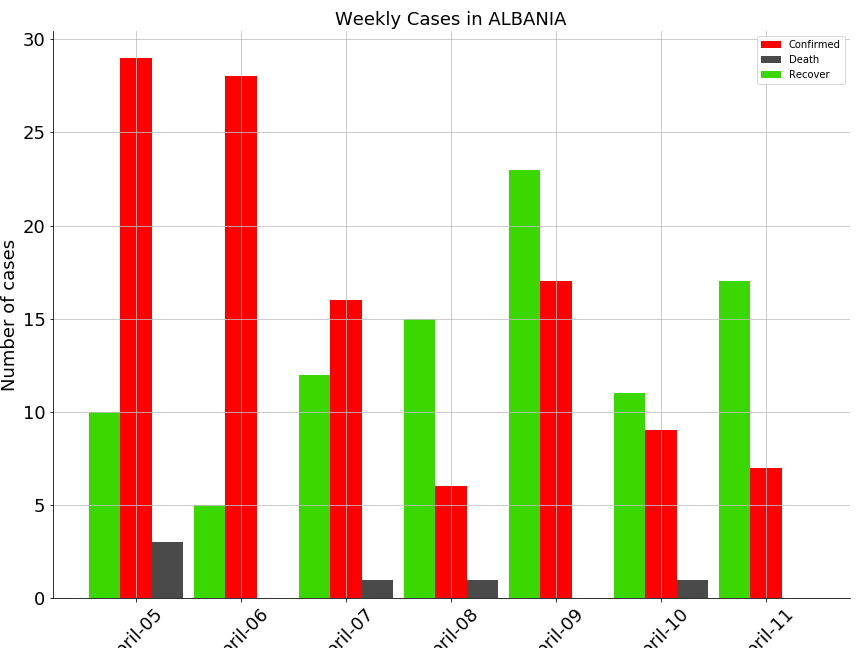 Weekly Cases in ALBANIA
Confirmed
Death
Recover
Number of cases
30
25
20
15
10
5
0
pril-05
pril-06
pril-07
pril-08
pril-09
pril-10
pril-11